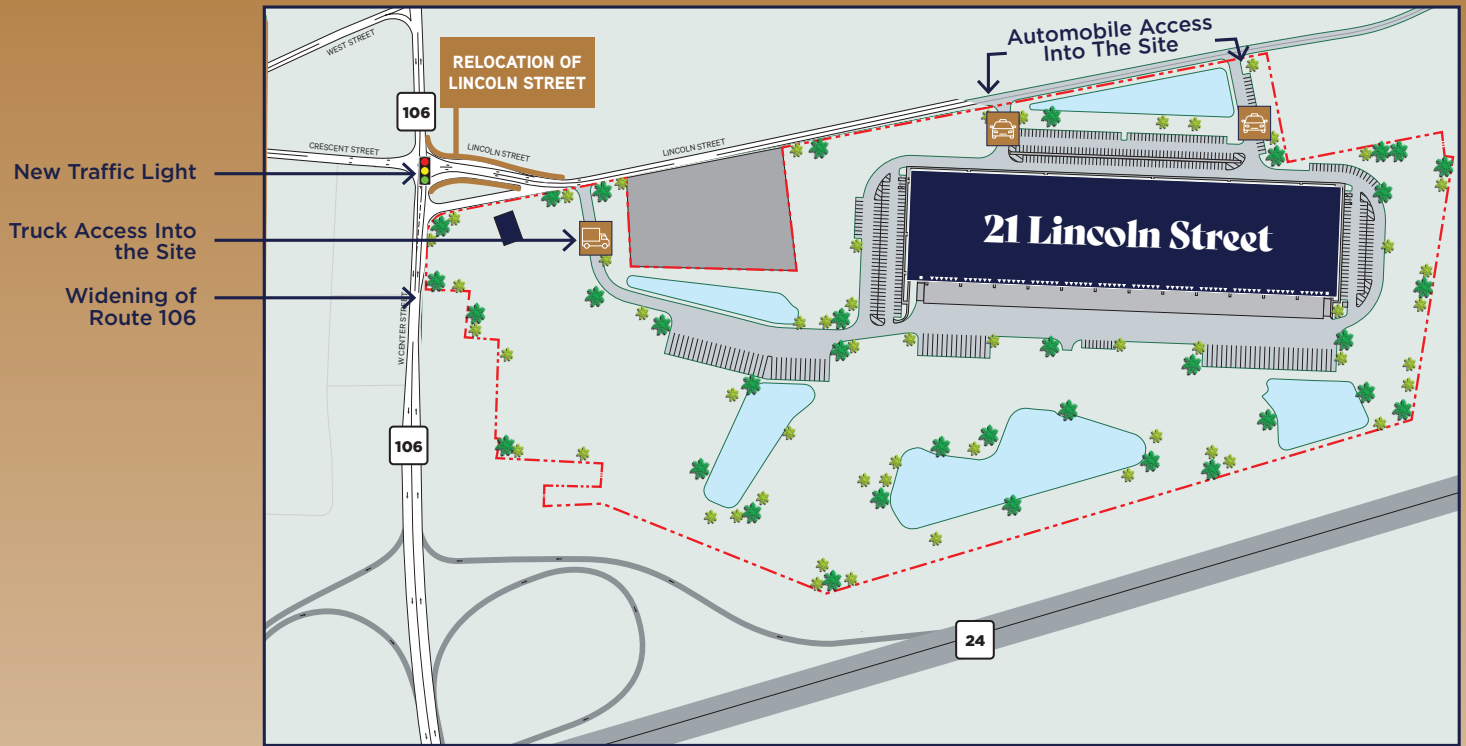 Automobile Access
Into The Site
WEST STREET
RELOCATION OF
LINCOLN STREET
106
CRESCENT STREET
LINCOLN STREET
LINCOLN STREET
New Traffic Light
Truck Access Into
the Site
21 Lincoln Street
Widening of
Route 106
W CENTER STREET
106
24